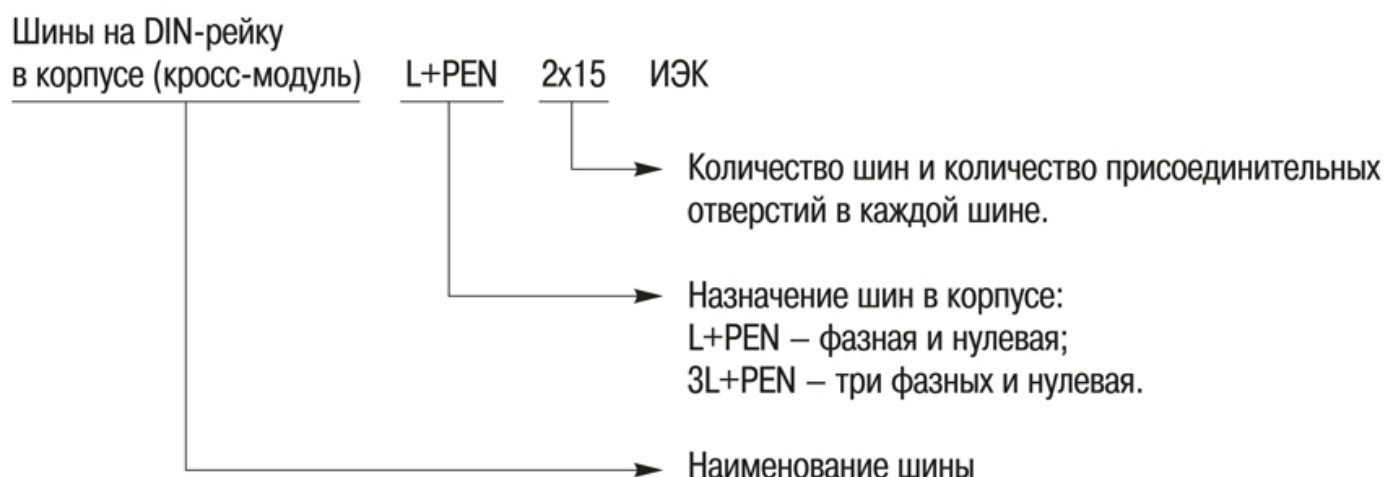 Шины на DIN-рейку
в корпусе (кросс-модуль) L+PEN 2x15 ИЭК
Количество шин и количество присоединительных
отверстий в каждой шине.
Назначение шин в корпусе:
L+PEN – фазная и нулевая;
3L+PEN – три фазных и нулевая.
Наименование шины